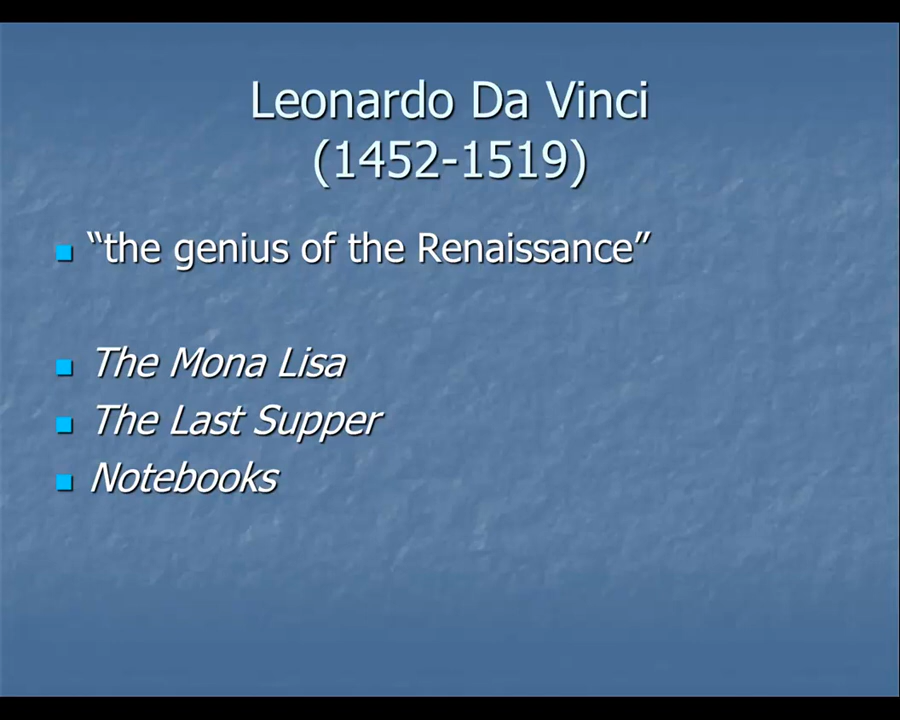 Leonardo Da Vinci
(1452-1519)
“the genius of the Renaissance”
The Mona Lisa
The Last Supper
Notebooks